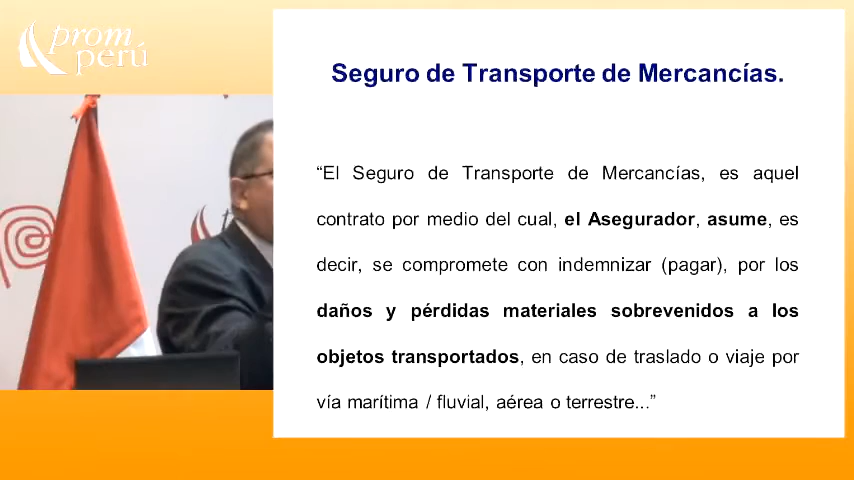 prom
perú
Seguro de Transporte de Mercancías.
“El Seguro de Transporte de Mercancías, es aquel
contrato por medio del cual, el Asegurador, asume, es
decir, se compromete con indemnizar (pagar), por los
daños y pérdidas materiales sobrevenidos a los
objetos transportados, en caso de traslado o viaje por
vía marítima / fluvial, aérea o terrestre...”